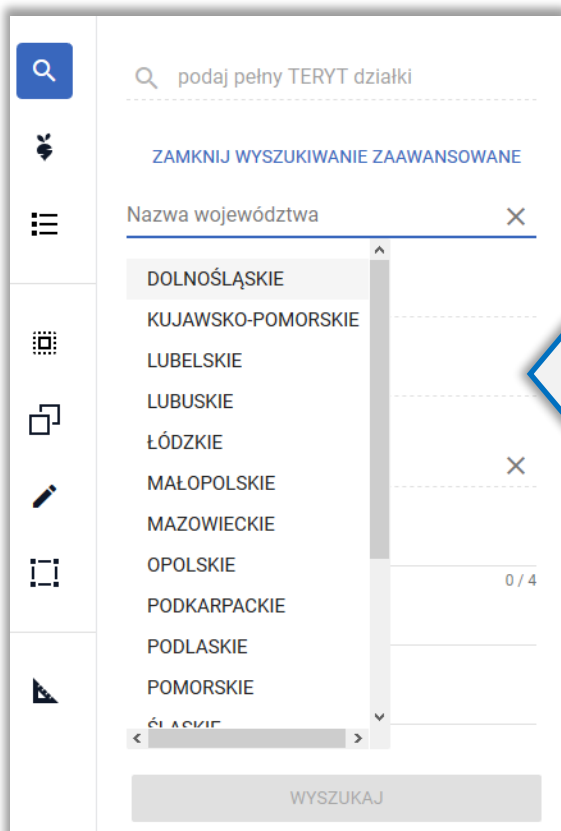 podaj pełny TERYT działki
ZAMKNIJ WYSZUKIWANIE ZAAWANSOWANE
Nazwa województwa
DOLNOŚLĄSKIE
KUJAWSKO-POMORSKIE
LUBELSKIE
LUBUSKIE
ŁÓDZKIE
MAŁOPOLSKIE
MAZOWIECKIE
OPOLSKIE
0 / 4
PODKARPACKIE
PODLASKIE
POMORSKIE
ŚLĄSKIE
WYSZUKAJ